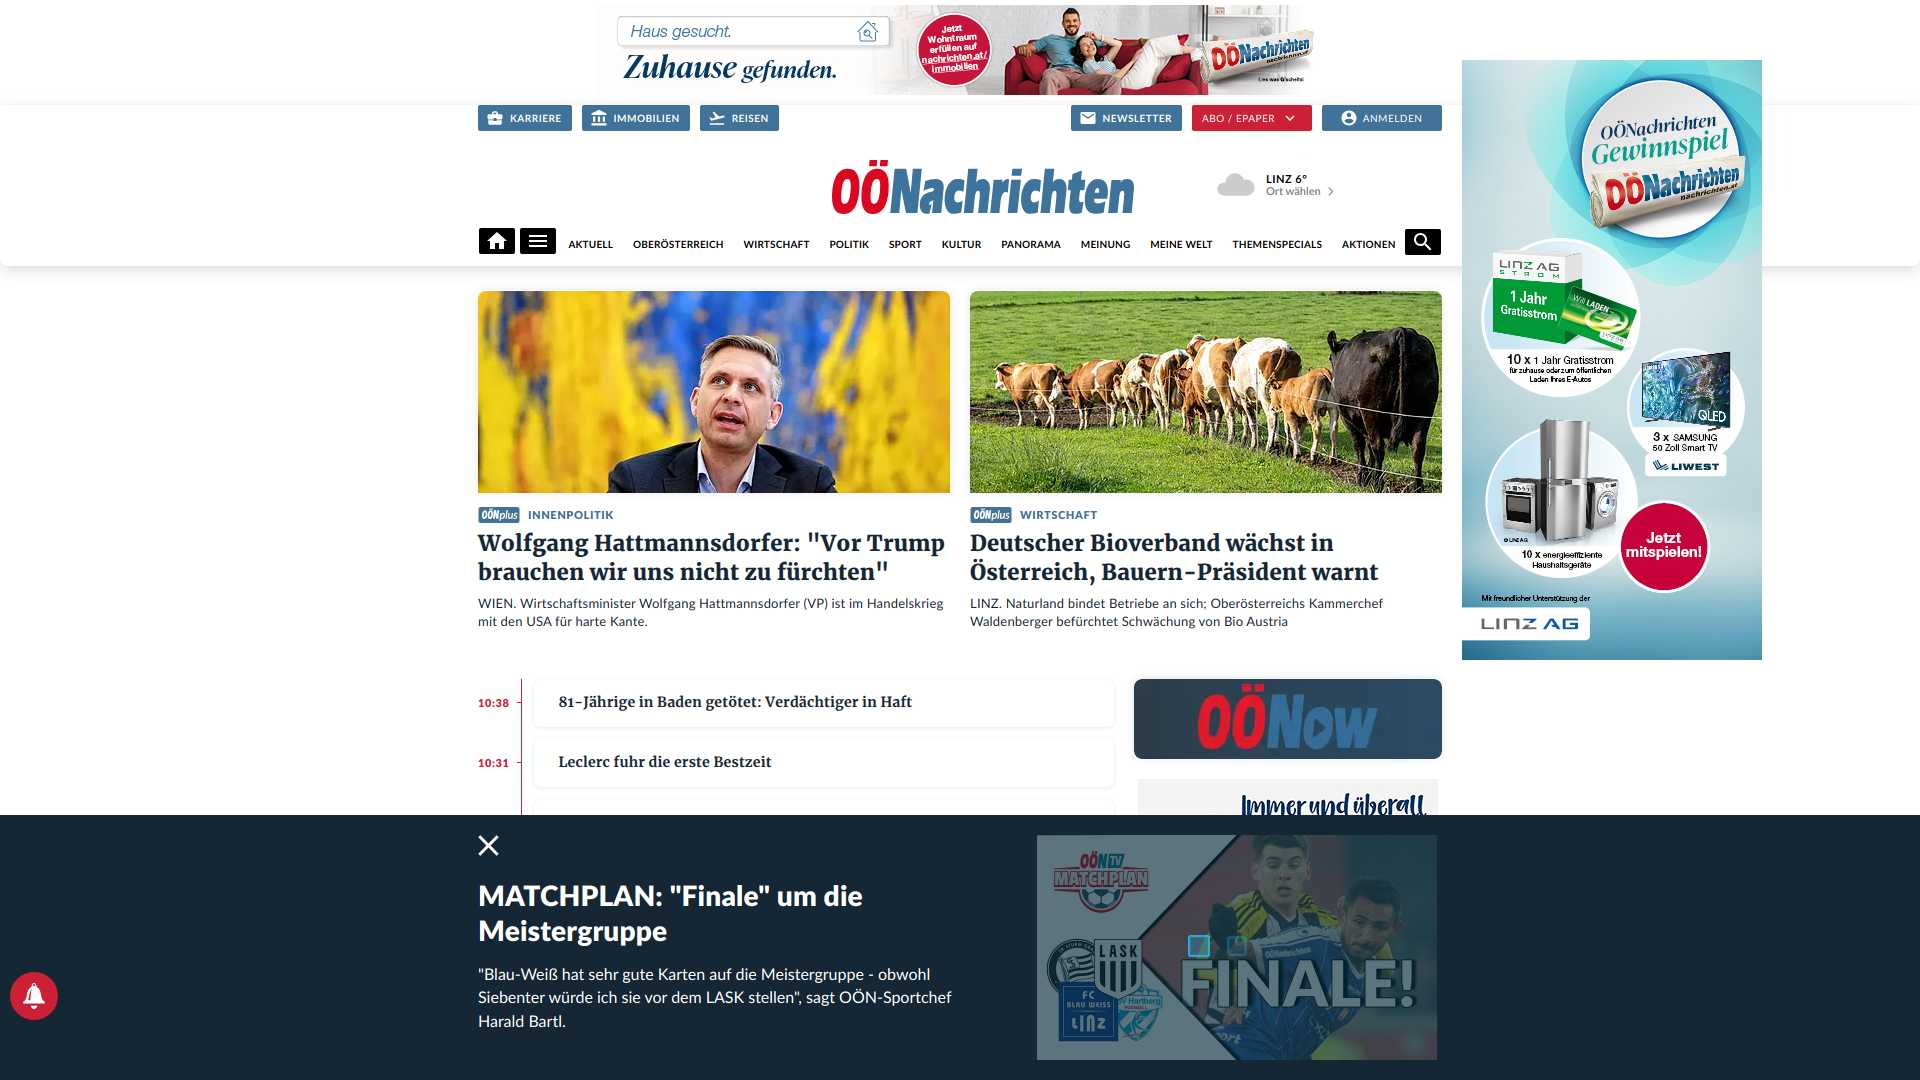 Haus gesucht.
Zuhause gefunden.
Jetzt
Wohntraum
erfüllen auf
nachrichten.at/
immobilien
OÖNachrichten
Lies was G'scheits!
KARRIERE
IMMOBILIEN
REISEN
NEWSLETTER
ABO / EPAPER
ANMELDEN
OÖNachrichten
LINZ 6°
Ort wählen
AKTUELL
OBERÖSTERREICH
WIRTSCHAFT
POLITIK
SPORT
KULTUR
PANORAMA
MEINUNG
MEINE WELT
THEMENSPECIALS
AKTIONEN
OÖNplus INNENPOLITIK
Wolfgang Hattmannsdorfer: "Vor Trump
brauchen wir uns nicht zu fürchten"
WIEN. Wirtschaftsminister Wolfgang Hattmannsdorfer (VP) ist im Handelskrieg
mit den USA für harte Kante.
OÖNplus WIRTSCHAFT
Deutscher Bioverband wächst in
Österreich, Bauern-Präsident warnt
LINZ. Naturland bindet Betriebe an sich; Oberösterreichs Kammerchef
Waldenberger befürchtet Schwächung von Bio Austria
OÖNachrichten
Gewinnspiel
OÖNachrichten
nachrichten.at
LINZ AG
STROM
1 Jahr
Gratisstrom
Will LADEN
10 x 1 Jahr Gratisstrom
für zuhause oder zum öffentlichen
Laden Ihres E-Autos
QLED
3 x SAMSUNG
50 Zoll Smart TV
LIWEST
© LINZ AG
10 x energieeffiziente
Haushaltsgeräte
Jetzt
mitspielen!
Mit freundlicher Unterstützung der
LINZ AG
10:38
81-Jährige in Baden getötet: Verdächtiger in Haft
10:31
Leclerc fuhr die erste Bestzeit
OÖNow
Immer und überall
MATCHPLAN: "Finale" um die
Meistergruppe
"Blau-Weiß hat sehr gute Karten auf die Meistergruppe - obwohl
Siebenter würde ich sie vor dem LASK stellen", sagt OÖN-Sportchef
Harald Bartl.
OÖN TV
MATCHPLAN
LASK
FC
BLAU WEISS
LINZ
Hartberg
FINALE!